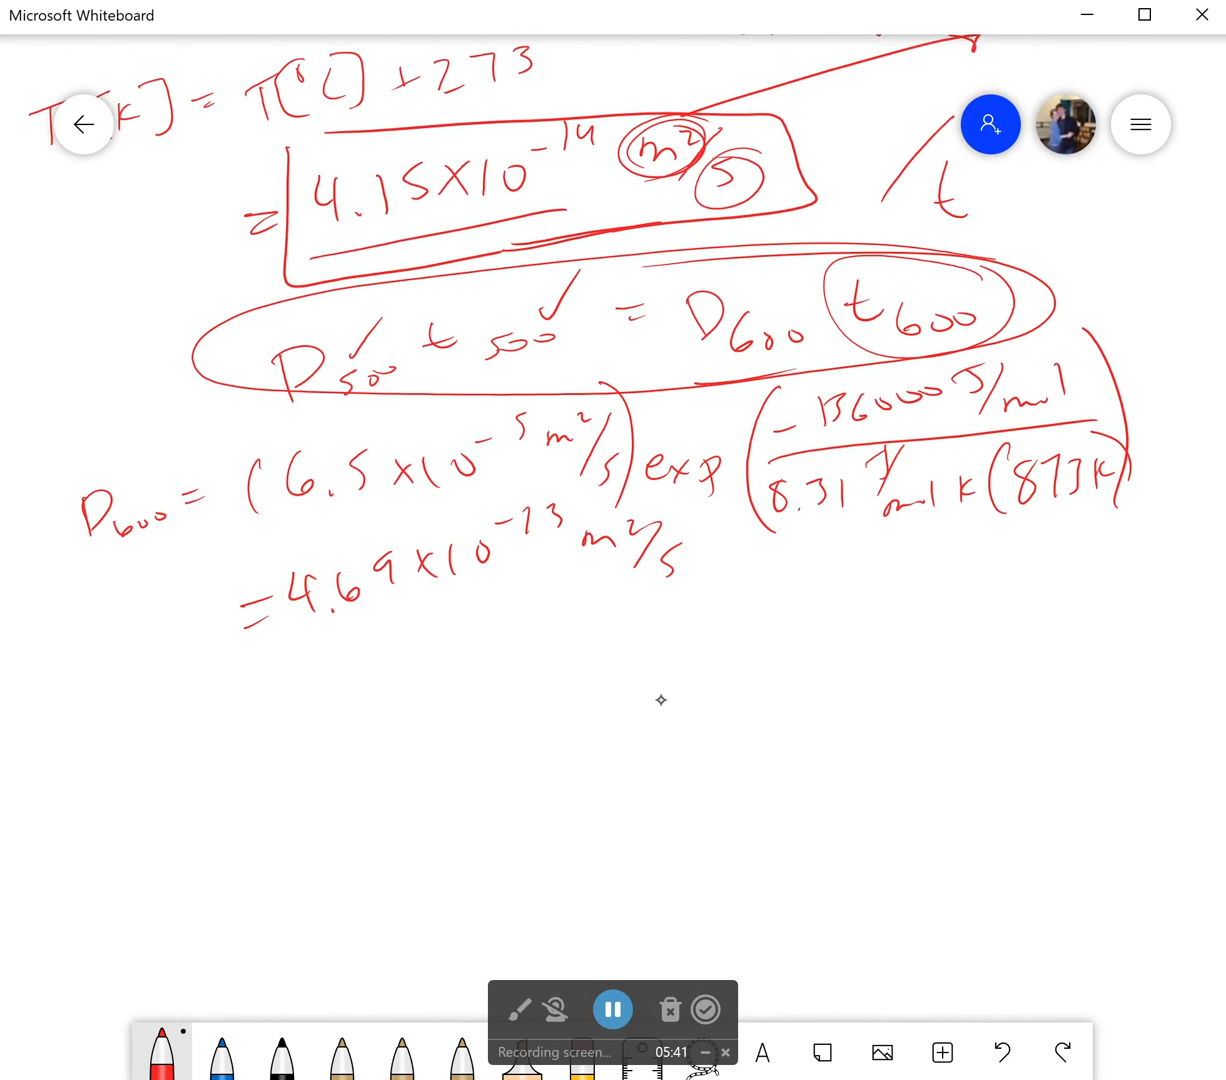 Microsoft Whiteboard
T[K] = T[°C] + 273
= 4.15×10⁻¹⁴ m²/s
/ t
D₅₀₀ t₅₀₀ = D₆₀₀ t₆₀₀
D₆₀₀ = (6.5×10⁻⁵ m²/s) exp (-136000 J/mol / 8.31 J/mol K (873K))
= 4.69×10⁻¹³ m²/s
Recording screen... 05:41
A